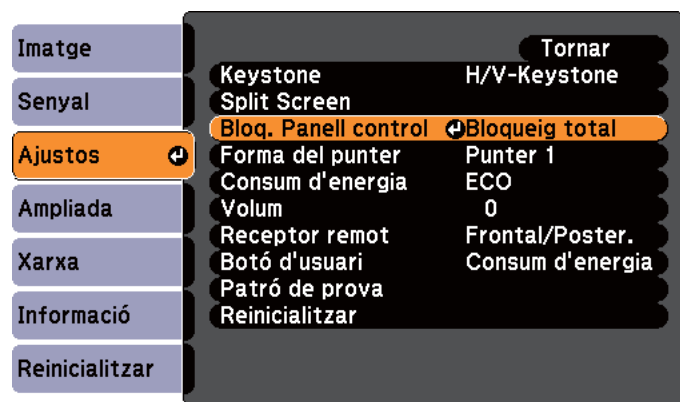 Imatge
Senyal
Ajustos
Ampliada
Xarxa
Informació
Reinicialitzar
Tornar
Keystone H/V-Keystone
Split Screen
Bloq. Panell control Bloqueig total
Forma del punter Punter 1
Consum d'energia ECO
Volum 0
Receptor remot Frontal/Poster.
Botó d'usuari Consum d'energia
Patró de prova
Reinicialitzar